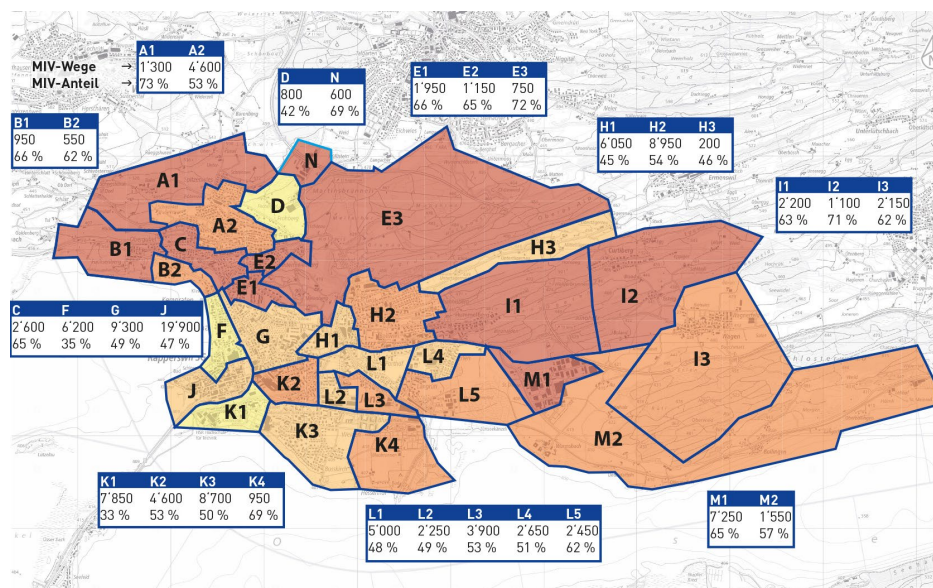 A1 A2
MIV-Wege → 1'300 4'600
MIV-Anteil → 73 % 53 %
D N
800 600
42 % 69 %
E1 E2 E3
1'950 1'150 750
66 % 65 % 72 %
B1 B2
950 550
66 % 62 %
H1 H2 H3
6'050 8'950 200
45 % 54 % 46 %
I1 I2 I3
2'200 1'100 2'150
63 % 71 % 62 %
N
A1
D
A2
E3
B1
C
E2
H3
B2
E1
I1
I2
C F G J
2'600 6'200 9'300 19'900
65 % 35 % 49 % 47 %
F
G
H1
H2
I3
L1
L4
J
K2
L2
L3
L5
M1
K1
K3
K4
M2
K1 K2 K3 K4
7'850 4'600 8'700 950
33 % 53 % 50 % 69 %
L1 L2 L3 L4 L5
5'000 2'250 3'900 2'650 2'450
48 % 49 % 53 % 51 % 62 %
M1 M2
7'250 1'550
65 % 57 %